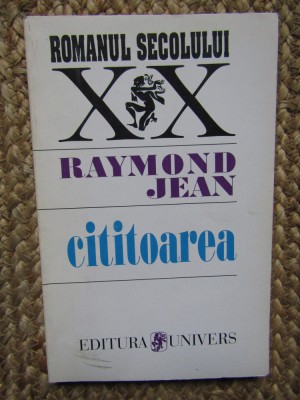 ROMANUL SECOLULUI
XX
RAYMOND
JEAN
cititoarea
EDITURA UNIVERS